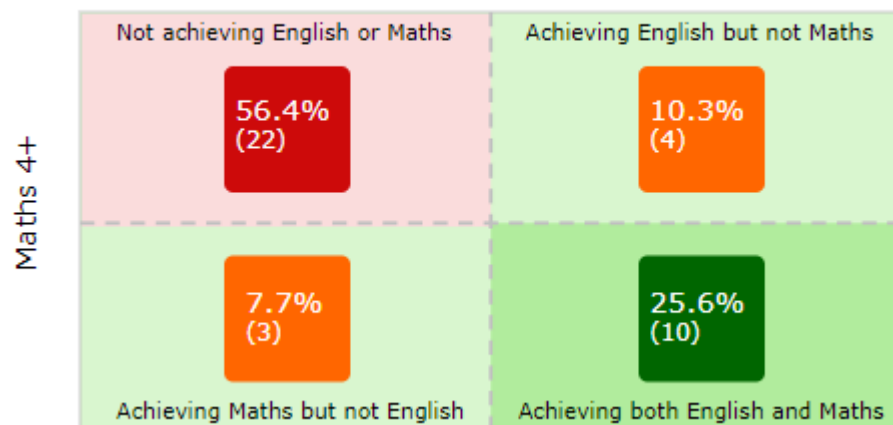 Not achieving English or Maths
Achieving English but not Maths
56.4%
(22)
10.3%
(4)
Maths 4+
7.7%
(3)
25.6%
(10)
Achieving Maths but not English
Achieving both English and Maths